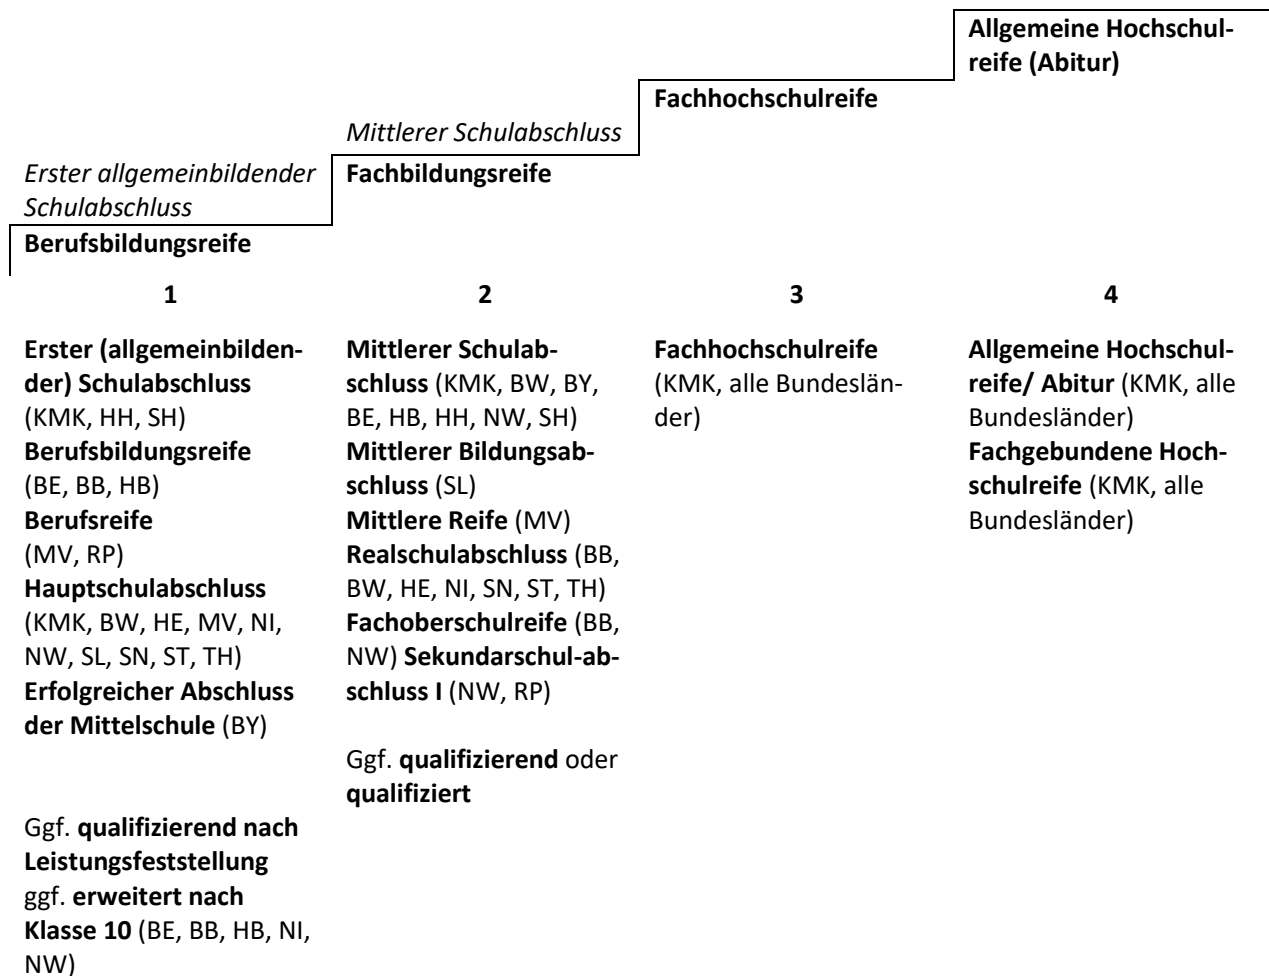 Allgemeine Hochschul-
reife (Abitur)
Fachhochschulreife
Mittlerer Schulabschluss
Fachbildungsreife
Erster allgemeinbildender
Schulabschluss
Berufsbildungsreife
1
2
3
4
Erster (allgemeinbilden-
der) Schulabschluss
(KMK, HH, SH)
Berufsbildungsreife
(BE, BB, HB)
Berufsreife
(MV, RP)
Hauptschulabschluss
(KMK, BW, HE, MV, NI,
NW, SL, SN, ST, TH)
Erfolgreicher Abschluss
der Mittelschule (BY)
Ggf. qualifizierend nach
Leistungsfeststellung
ggf. erweitert nach
Klasse 10 (BE, BB, HB, NI,
NW)
Mittlerer Schulab-
schluss (KMK, BW, BY,
BE, HB, HH, NW, SH)
Mittlerer Bildungsab-
schluss (SL)
Mittlere Reife (MV)
Realschulabschluss (BB,
BW, HE, NI, SN, ST, TH)
Fachoberschulreife (BB,
NW) Sekundarschul-ab-
schluss I (NW, RP)
Ggf. qualifizierend oder
qualifiziert
Fachhochschulreife
(KMK, alle Bundeslän-
der)
Allgemeine Hochschul-
reife/ Abitur (KMK, alle
Bundesländer)
Fachgebundene Hoch-
schulreife (KMK, alle
Bundesländer)